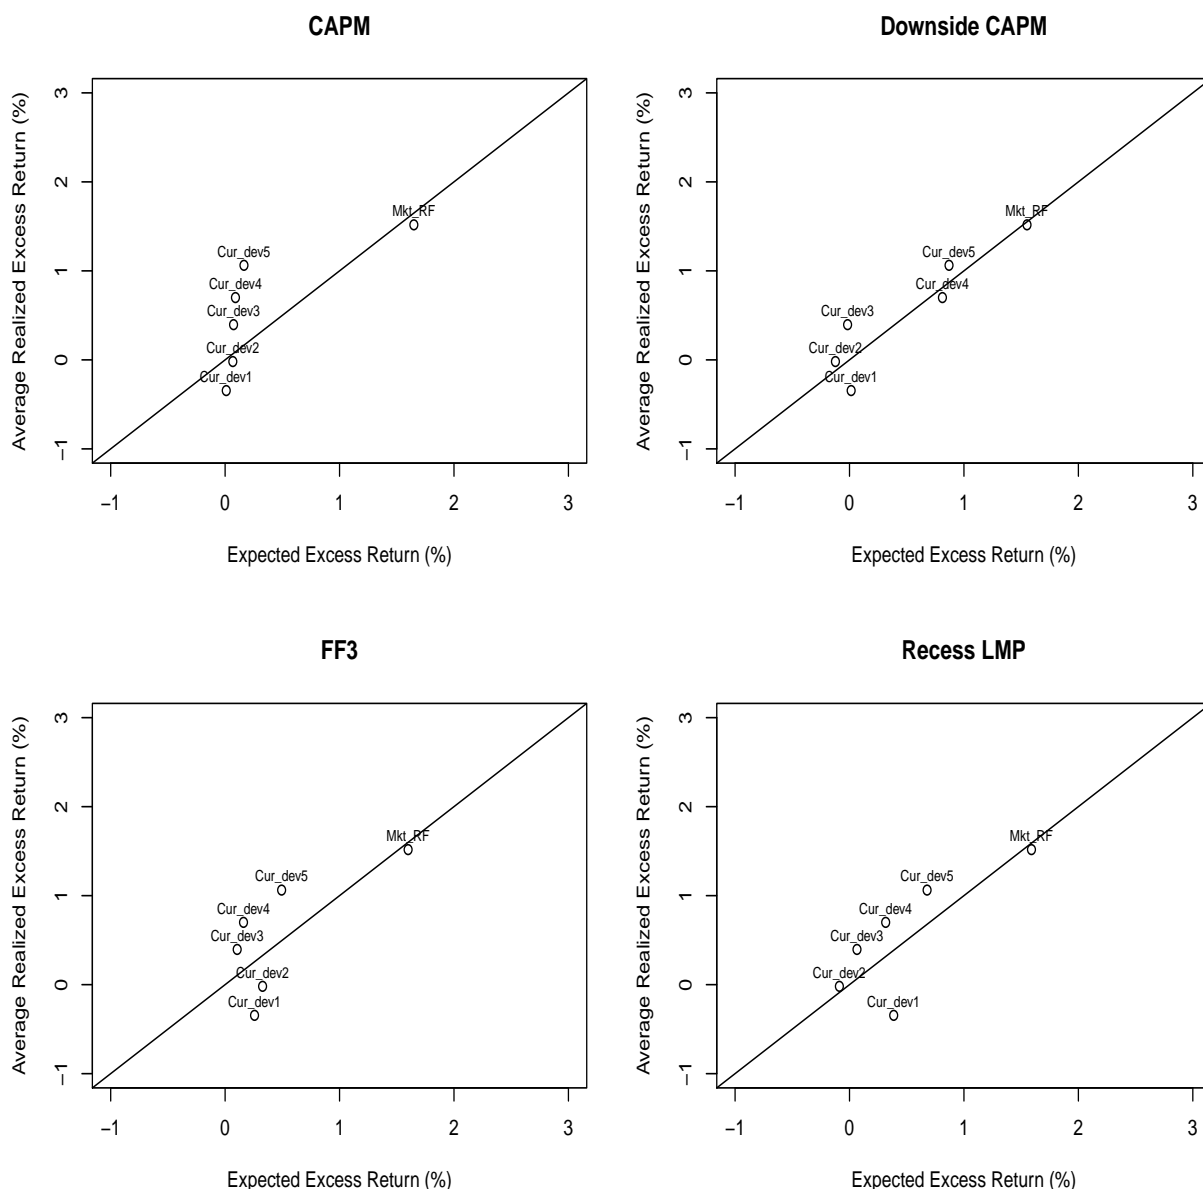 CAPM
Average Realized Excess Return (%)
3
2
1
0
−1
Mkt_RF
Cur_dev5
Cur_dev4
Cur_dev3
Cur_dev2
Cur_dev1
−1 0 1 2 3
Expected Excess Return (%)
Downside CAPM
Average Realized Excess Return (%)
3
2
1
0
−1
Mkt_RF
Cur_dev5
Cur_dev4
Cur_dev3
Cur_dev2
Cur_dev1
−1 0 1 2 3
Expected Excess Return (%)
FF3
Average Realized Excess Return (%)
3
2
1
0
−1
Mkt_RF
Cur_dev5
Cur_dev4
Cur_dev3
Cur_dev2
Cur_dev1
−1 0 1 2 3
Expected Excess Return (%)
Recess LMP
Average Realized Excess Return (%)
3
2
1
0
−1
Mkt_RF
Cur_dev5
Cur_dev4
Cur_dev3
Cur_dev2
Cur_dev1
−1 0 1 2 3
Expected Excess Return (%)